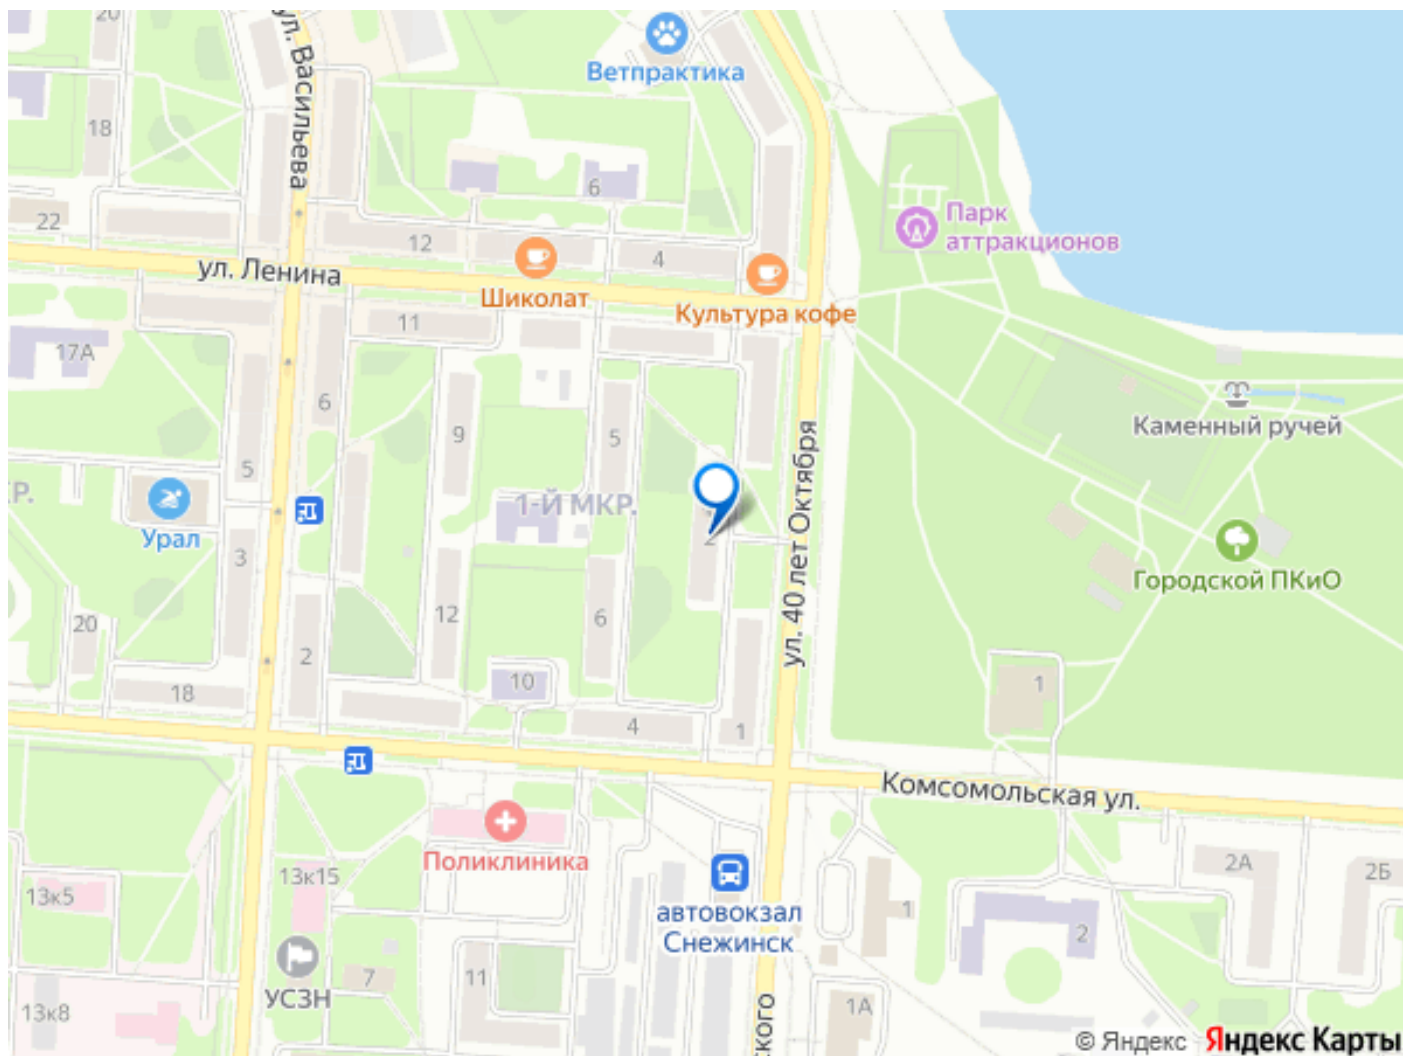 20
ул. Васильева
Ветпрактика
18
6
22
12
4
Парк
аттракционов
ул. Ленина
Шиколат
Культура кофе
11
17А
6
9
5
Каменный ручей
5
КР.
1-Й МКР.
Урал
2
ул. 40 лет Октября
3
Городской ПКиО
20
12
6
2
10
1
18
4
1
Комсомольская ул.
Поликлиника
13к15
13к5
2А
2Б
автовокзал
Снежинск
1
2
УСЗН
7
11
1А
13к8
ского
© Яндекс Яндекс Карты